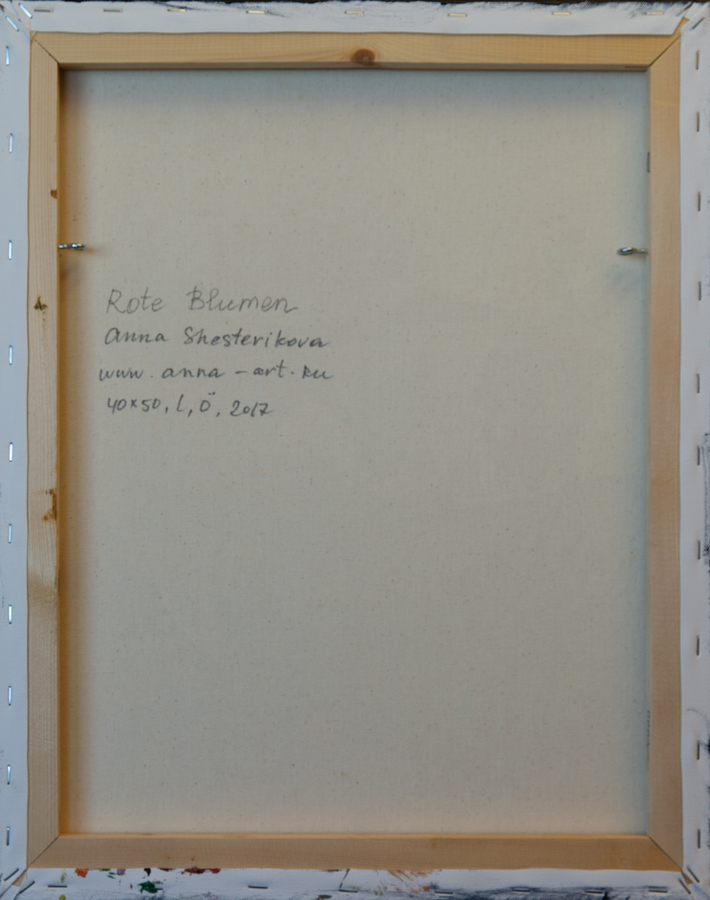 Rote Blumen
Anna Shesterikova
www.anna-art.ru
40x50, L, Ö, 2017